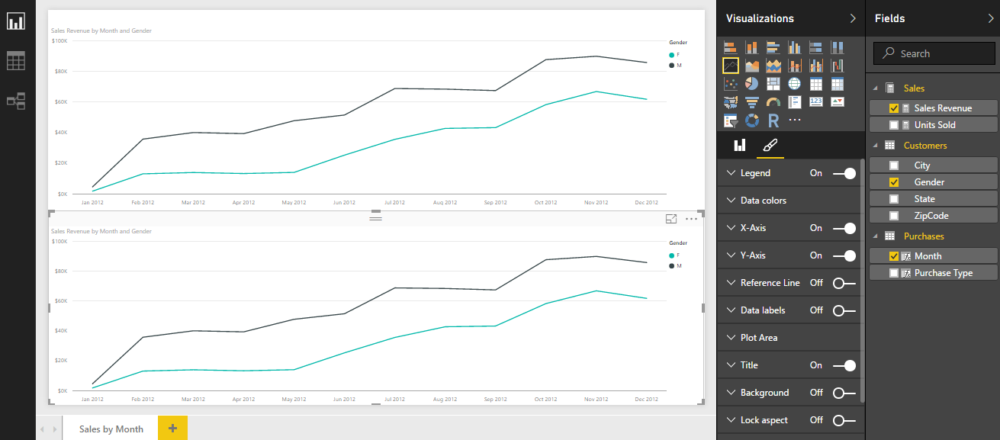 Sales Revenue by Month and Gender
$100K
$80K
$60K
$40K
$20K
$0K
Jan 2012 Feb 2012 Mar 2012 Apr 2012 May 2012 Jun 2012 Jul 2012 Aug 2012 Sep 2012 Oct 2012 Nov 2012 Dec 2012
Gender
F
M
Sales Revenue by Month and Gender
$100K
$80K
$60K
$40K
$20K
$0K
Jan 2012 Feb 2012 Mar 2012 Apr 2012 May 2012 Jun 2012 Jul 2012 Aug 2012 Sep 2012 Oct 2012 Nov 2012 Dec 2012
Gender
F
M
Sales by Month
Visualizations
123
R
Legend On
Data colors
X-Axis On
Y-Axis On
Reference Line Off
Data labels Off
Plot Area
Title On
Background Off
Lock aspect Off
Fields
Search
Sales
Sales Revenue
Units Sold
Customers
City
Gender
State
ZipCode
Purchases
Month
Purchase Type